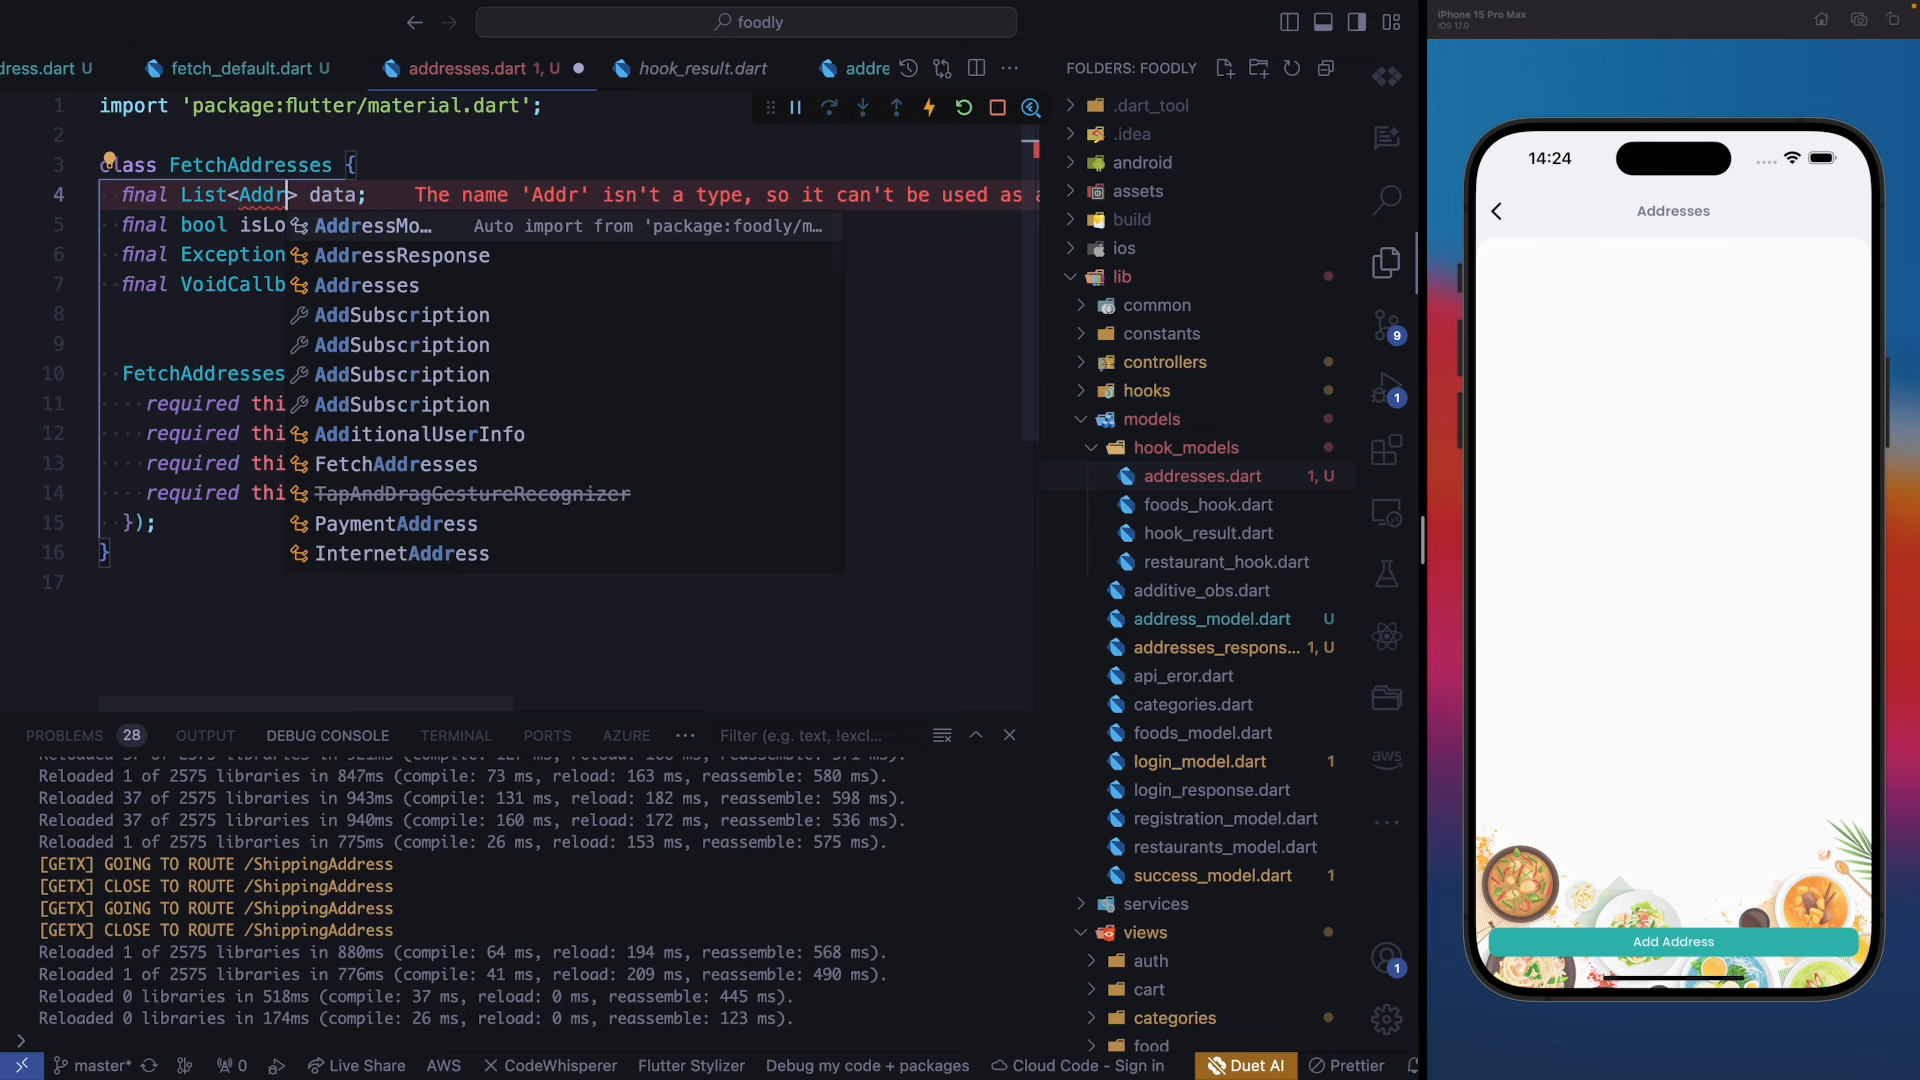 foodly
dress.dart U
fetch_default.dart U
addresses.dart 1, U
hook_result.dart
addre
1 import 'package:flutter/material.dart';
2
3 class FetchAddresses {
4 final List<Addr> data; The name 'Addr' isn't a type, so it can't be used as a
5 final bool isLo
6 final Exception
7 final VoidCallb
8
9
10 FetchAddresses
11 required thi
12 required thi
13 required thi
14 required thi
15 });
16 }
17
AddressMo… Auto import from 'package:foodly/m…
AddressResponse
Addresses
AddSubscription
AddSubscription
AddSubscription
AddSubscription
AdditionalUserInfo
FetchAddresses
TapAndDragGestureRecognizer
PaymentAddress
InternetAddress
PROBLEMS 28 OUTPUT DEBUG CONSOLE TERMINAL PORTS AZURE Filter (e.g. text, !excl...
Reloaded 1 of 2575 libraries in 847ms (compile: 73 ms, reload: 163 ms, reassemble: 580 ms).
Reloaded 37 of 2575 libraries in 943ms (compile: 131 ms, reload: 182 ms, reassemble: 598 ms).
Reloaded 37 of 2575 libraries in 940ms (compile: 160 ms, reload: 172 ms, reassemble: 536 ms).
Reloaded 1 of 2575 libraries in 775ms (compile: 26 ms, reload: 153 ms, reassemble: 575 ms).
[GETX] GOING TO ROUTE /ShippingAddress
[GETX] CLOSE TO ROUTE /ShippingAddress
[GETX] GOING TO ROUTE /ShippingAddress
[GETX] CLOSE TO ROUTE /ShippingAddress
Reloaded 1 of 2575 libraries in 880ms (compile: 64 ms, reload: 194 ms, reassemble: 568 ms).
Reloaded 1 of 2575 libraries in 776ms (compile: 41 ms, reload: 209 ms, reassemble: 490 ms).
Reloaded 0 libraries in 518ms (compile: 37 ms, reload: 0 ms, reassemble: 445 ms).
Reloaded 0 libraries in 174ms (compile: 26 ms, reload: 0 ms, reassemble: 123 ms).
master* 0 Live Share AWS CodeWhisperer Flutter Stylizer Debug my code + packages Cloud Code - Sign in Duet AI Prettier
FOLDERS: FOODLY
.dart_tool
.idea
android
assets
build
ios
lib
common
constants
controllers
hooks
models
hook_models
addresses.dart 1, U
foods_hook.dart
hook_result.dart
restaurant_hook.dart
additive_obs.dart
address_model.dart U
addresses_respons... 1, U
api_eror.dart
categories.dart
foods_model.dart
login_model.dart 1
login_response.dart
registration_model.dart
restaurants_model.dart
success_model.dart 1
services
views
auth
cart
categories
food
9
1
aws
1
iPhone 15 Pro Max
iOS 17.0
14:24
Addresses
Add Address